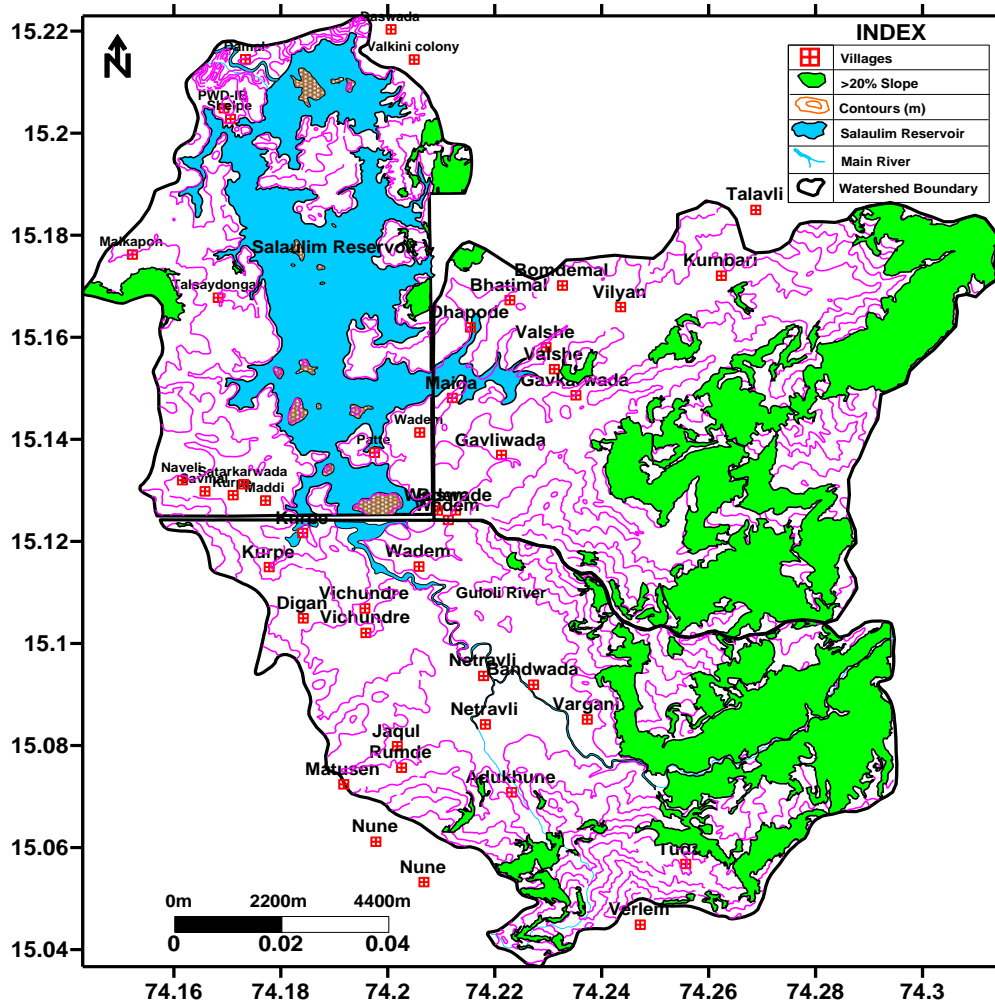 15.22
15.2
15.18
15.16
15.14
15.12
15.1
15.08
15.06
15.04
N
INDEX
Villages
>20% Slope
Contours (m)
Salaulim Reservoir
Main River
Watershed Boundary
Valkini colony
Shelpe
Talavli
Malkapon
Salaulim Reservoir
Kumbari
Bomdemal
Talsaydongar
Bhatimal
Vilyan
Dhapode
Valshe
Valshe
Maida
Gavkarwada
Wadem
Patte
Gavliwada
Naveli
Satarkarwada
Maddi
Wadem
Kurpe
Wadem
Guloli River
Vichundre
Digan
Vichundre
Netravli
Bandwada
Netravli
Vargani
Jaqul
Rumde
Matusen
Adukhune
Nune
Nune
Verlem
0m 2200m 4400m
0 0.02 0.04
74.16 74.18 74.2 74.22 74.24 74.26 74.28 74.3